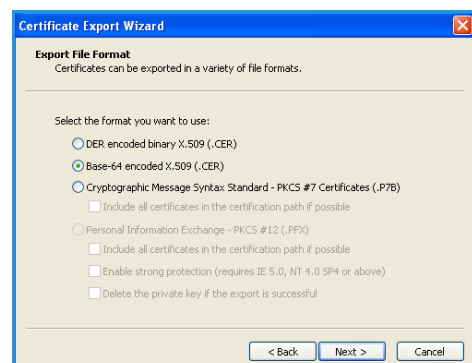 Certificate Export Wizard
Export File Format
Certificates can be exported in a variety of file formats.
Select the format you want to use:
DER encoded binary X.509 (.CER)
Base-64 encoded X.509 (.CER)
Cryptographic Message Syntax Standard - PKCS #7 Certificates (.P7B)
Include all certificates in the certification path if possible
Personal Information Exchange - PKCS #12 (.PFX)
Include all certificates in the certification path if possible
Enable strong protection (requires IE 5.0, NT 4.0 SP4 or above)
Delete the private key if the export is successful
< Back Next > Cancel